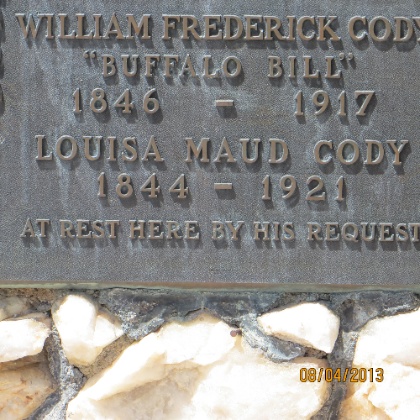 WILLIAM FREDERICK CODY
"BUFFALO BILL"
1846 - 1917
LOUISA MAUD CODY
1844 - 1921
AT REST HERE BY HIS REQUEST
08/04/2013